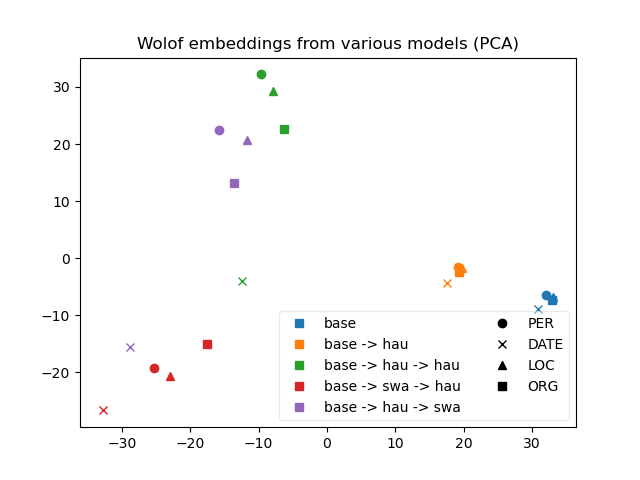 Wolof embeddings from various models (PCA)
30
20
10
0
−10
−20
−30
−20
−10
0
10
20
30
base
base -> hau
base -> hau -> hau
base -> swa -> hau
base -> hau -> swa
PER
DATE
LOC
ORG